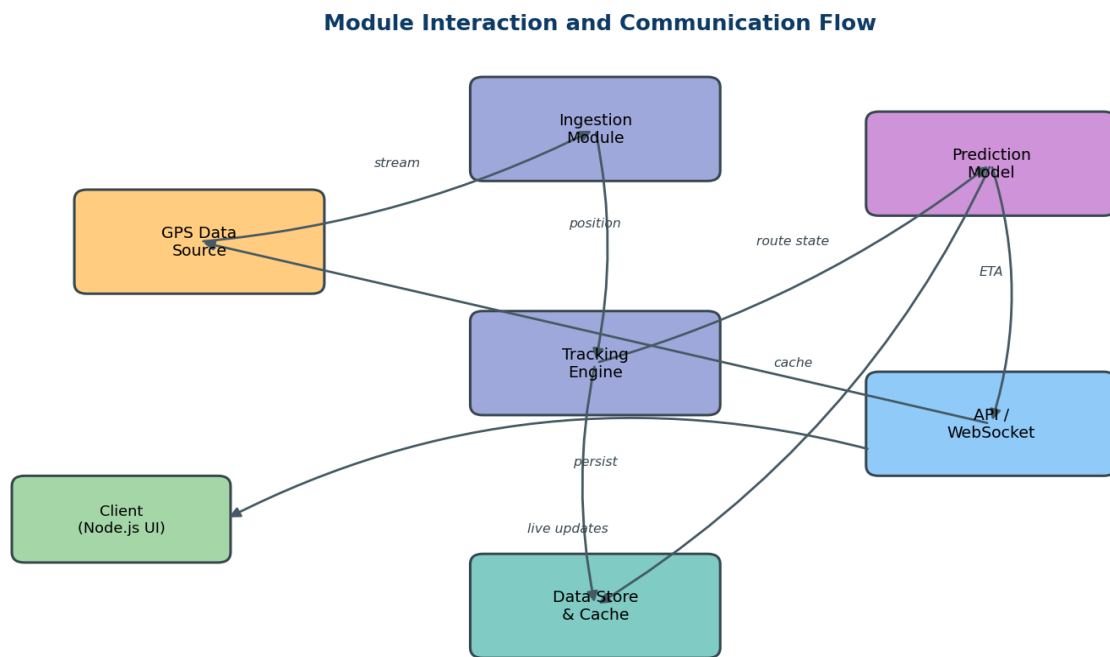 Module Interaction and Communication Flow
Ingestion
Module
Prediction
Model
stream
GPS Data
Source
position
route state
ETA
Tracking
Engine
cache
API /
WebSocket
persist
Client
(Node.js UI)
live updates
Data Store
& Cache